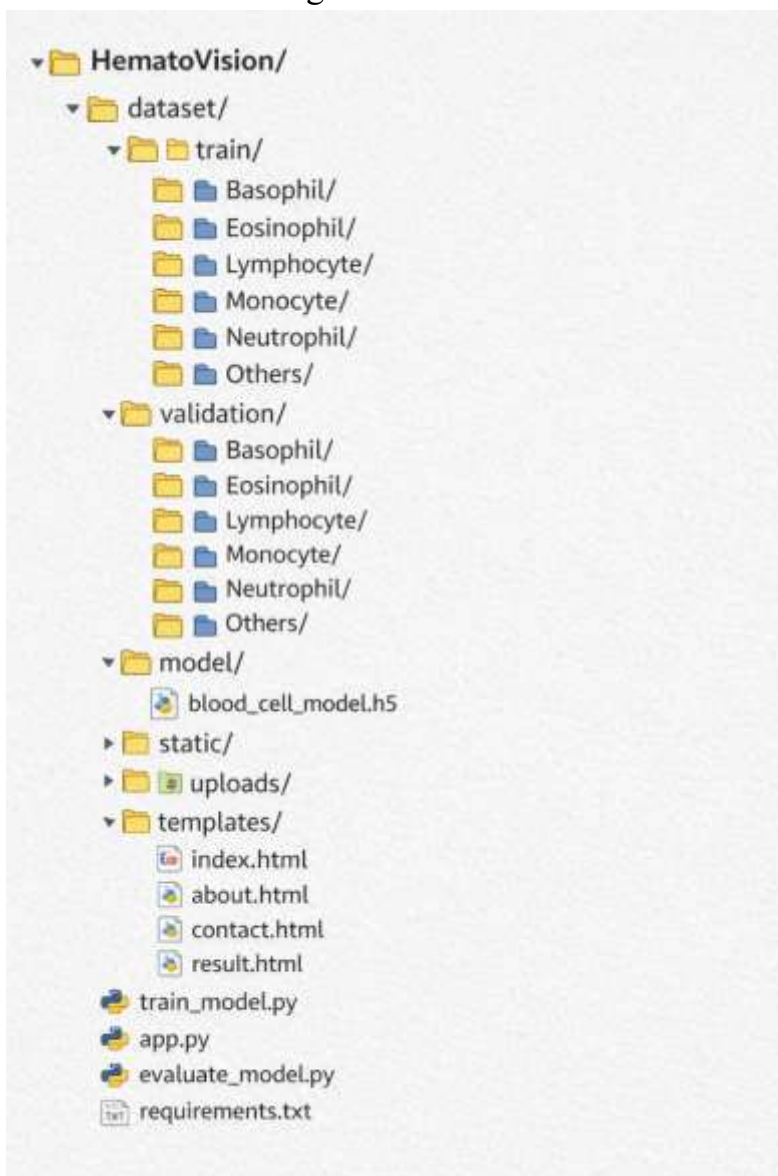 HematoVision/
dataset/
train/
Basophil/
Eosinophil/
Lymphocyte/
Monocyte/
Neutrophil/
Others/
validation/
Basophil/
Eosinophil/
Lymphocyte/
Monocyte/
Neutrophil/
Others/
model/
blood_cell_model.h5
static/
uploads/
templates/
index.html
about.html
contact.html
result.html
train_model.py
app.py
evaluate_model.py
requirements.txt